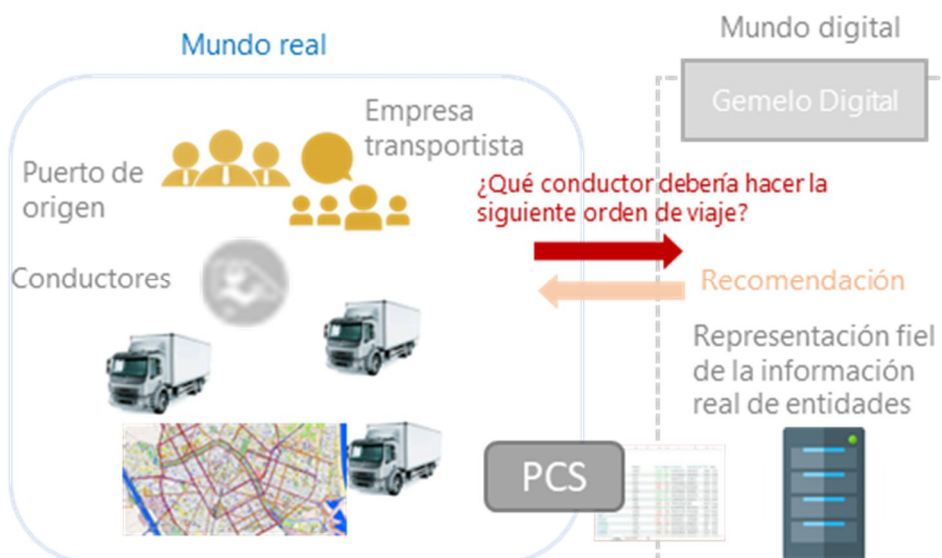 Mundo real
Mundo digital
Gemelo Digital
Empresa
transportista
Puerto de
origen
¿Qué conductor debería hacer la
siguiente orden de viaje?
Conductores
Recomendación
Representación fiel
de la información
real de entidades
PCS